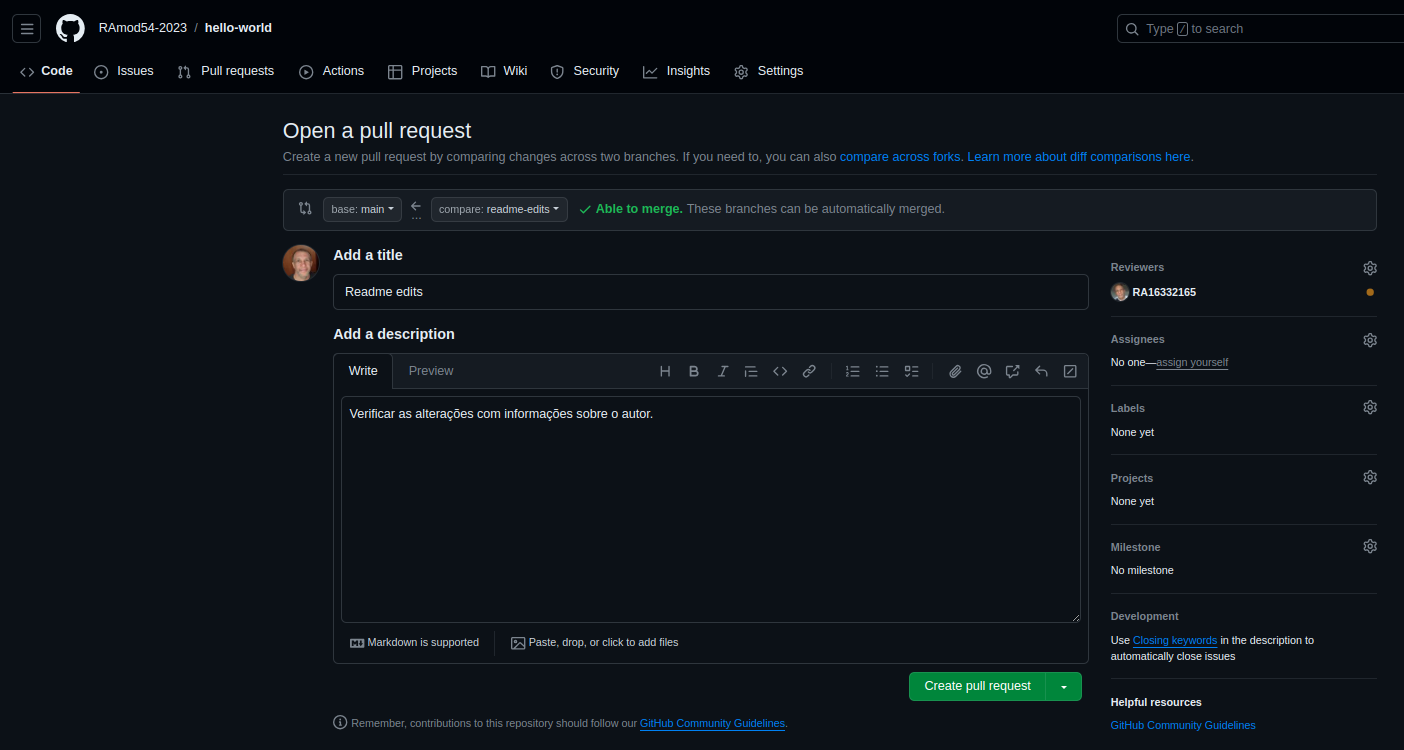 RAmod54-2023 / hello-world
Type / to search
Code Issues Pull requests Actions Projects Wiki Security Insights Settings
Open a pull request
Create a new pull request by comparing changes across two branches. If you need to, you can also compare across forks. Learn more about diff comparisons here.
base: main ... compare: readme-edits Able to merge. These branches can be automatically merged.
Add a title
Readme edits
Add a description
Write Preview
Verificar as alterações com informações sobre o autor.
Markdown is supported Paste, drop, or click to add files
Create pull request
Remember, contributions to this repository should follow our GitHub Community Guidelines.
Reviewers
RA16332165
Assignees
No one—assign yourself
Labels
None yet
Projects
None yet
Milestone
No milestone
Development
Use Closing keywords in the description to
automatically close issues
Helpful resources
GitHub Community Guidelines